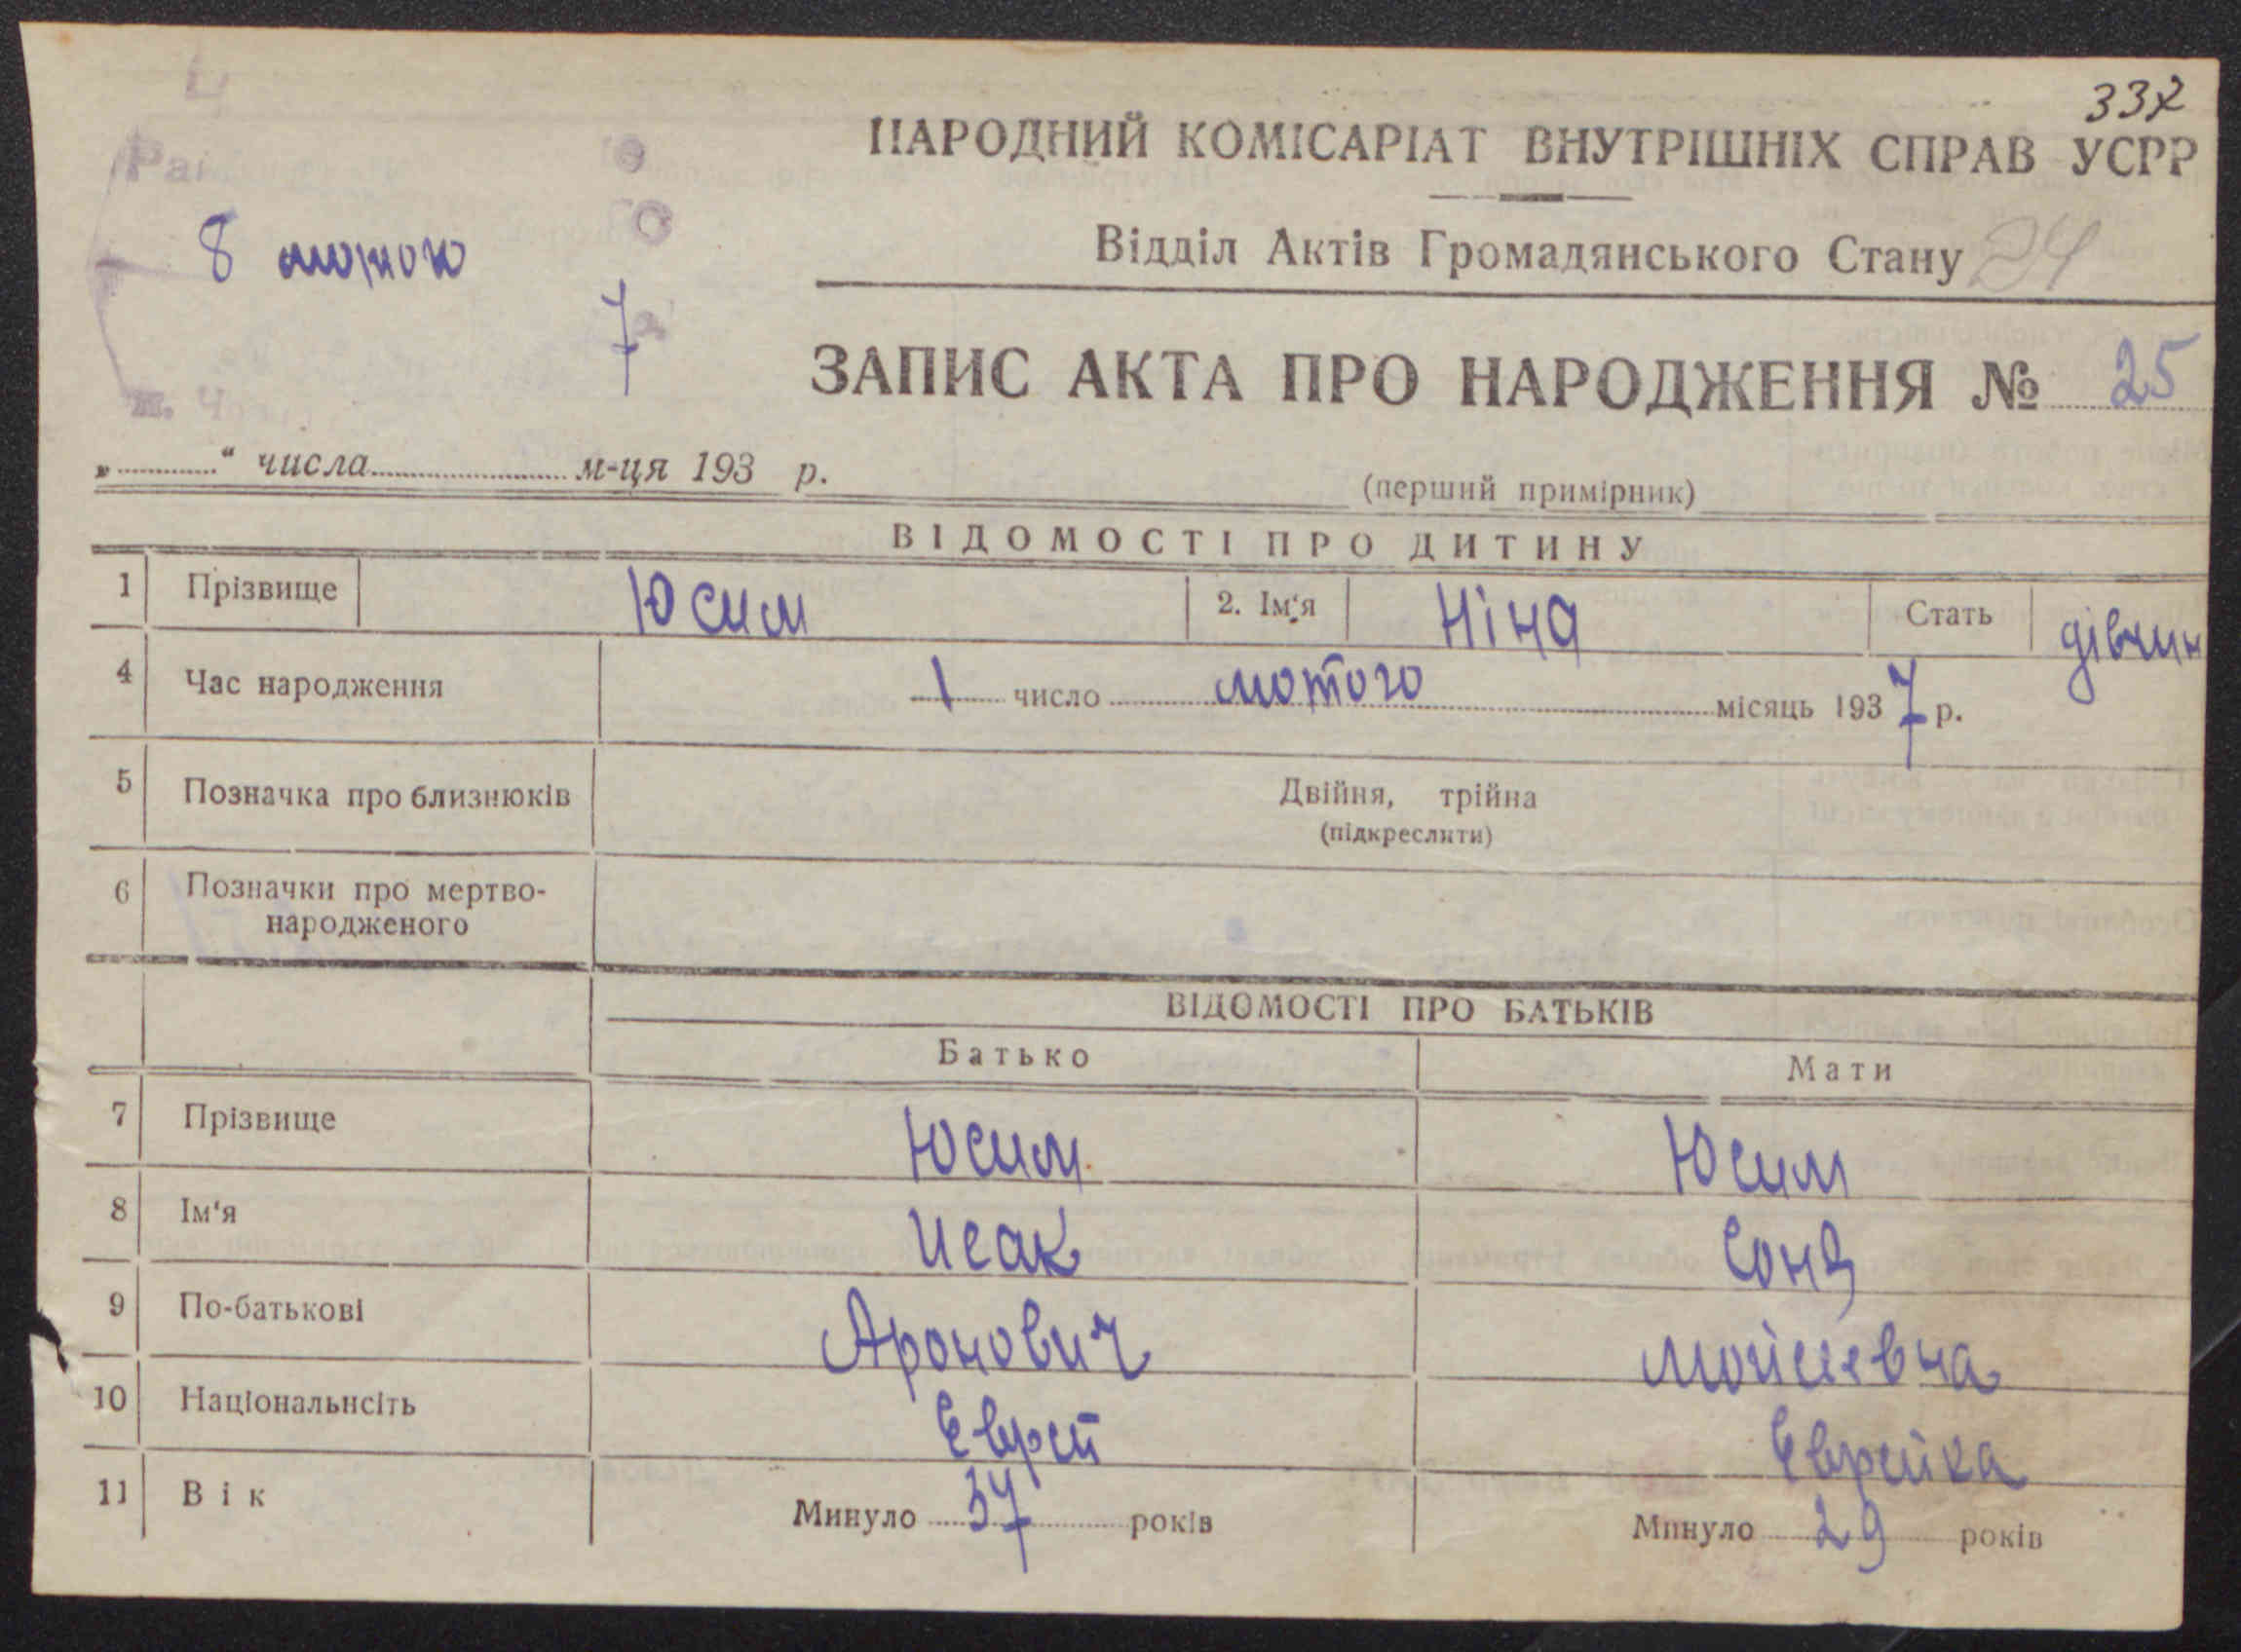 337
НАРОДНИЙ КОМІСАРІАТ ВНУТРІШНІХ СПРАВ УСРР
Відділ Актів Громадянського Стану 24
8 лютого
7
ЗАПИС АКТА ПРО НАРОДЖЕННЯ № 25
„ “ числа м-ця 193 р.
(перший примірник)
ВІДОМОСТІ ПРО ДИТИНУ
1 Прізвище Юсим 2. Ім‘я Ніна Стать дівчин
4 Час народження 1 число лютого місяць 1937 р.
5 Позначка про близнюків Двійня, трійна
(підкреслити)
6 Позначки про мертво-
народженого
ВІДОМОСТІ ПРО БАТЬКІВ
Батько Мати
7 Прізвище Юсим Юсим
8 Ім‘я Исак Соня
9 По-батькові Аронович Мойсеевна
10 Національнсіть Єврей Єврейка
11 Вік Минуло 37 років Минуло 29 років